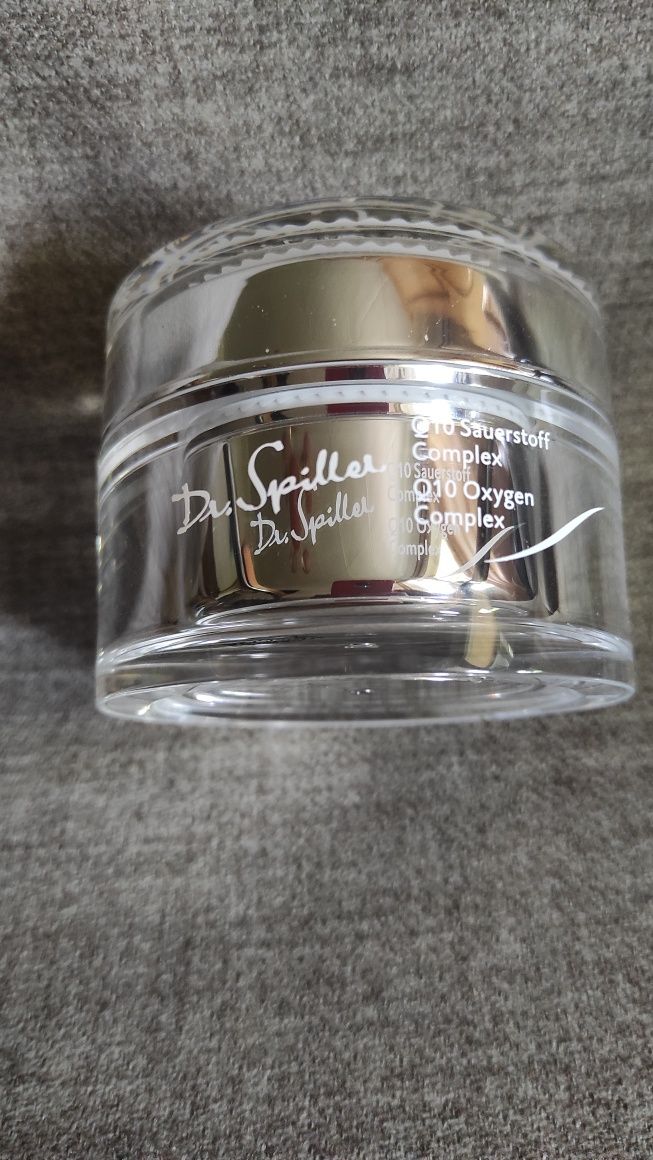 Dr. Spiller
Q10 Sauerstoff
Complex
Q10 Oxygen
Complex